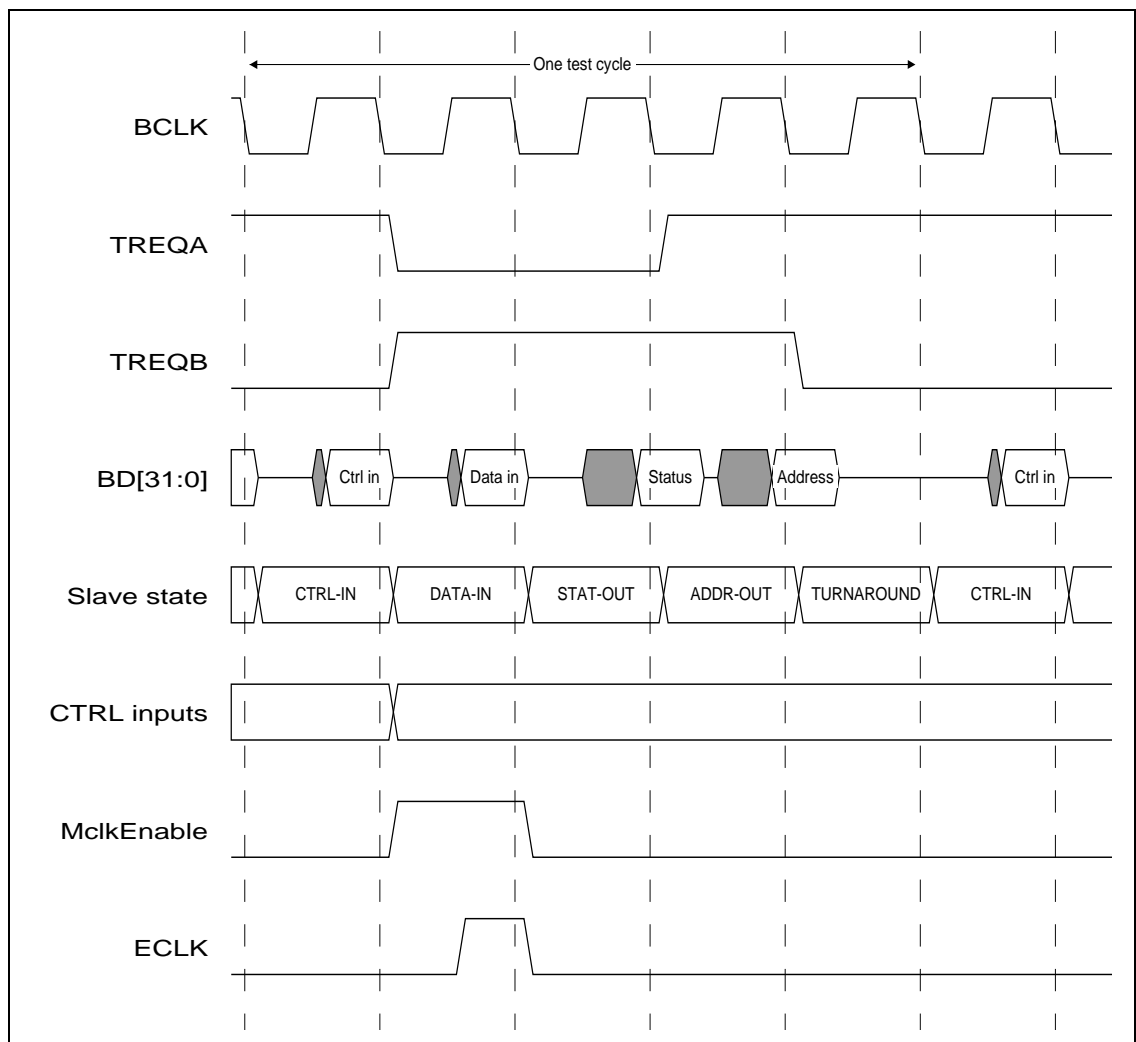 One test cycle
BCLK
TREQA
TREQB
BD[31:0] Ctrl in Data in Status Address Ctrl in
Slave state CTRL-IN DATA-IN STAT-OUT ADDR-OUT TURNAROUND CTRL-IN
CTRL inputs
MclkEnable
ECLK